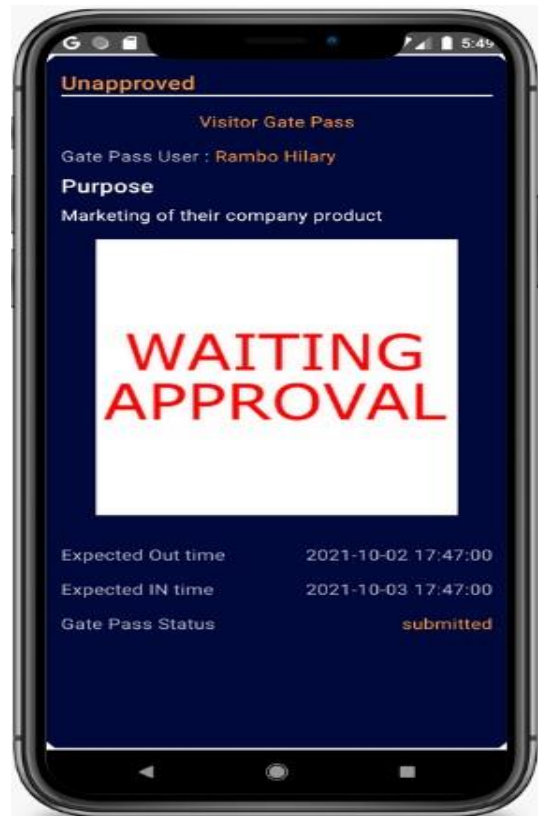 G 5:49
Unapproved
Visitor Gate Pass
Gate Pass User : Rambo Hilary
Purpose
Marketing of their company product
WAITING
APPROVAL
Expected Out time 2021-10-02 17:47:00
Expected IN time 2021-10-03 17:47:00
Gate Pass Status submitted